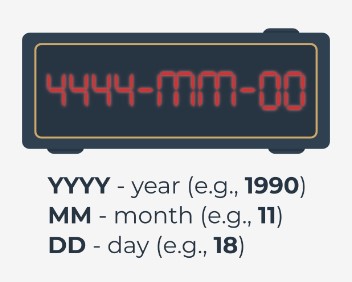 YYYY-MM-DD
YYYY - year (e.g., 1990)
MM - month (e.g., 11)
DD - day (e.g., 18)